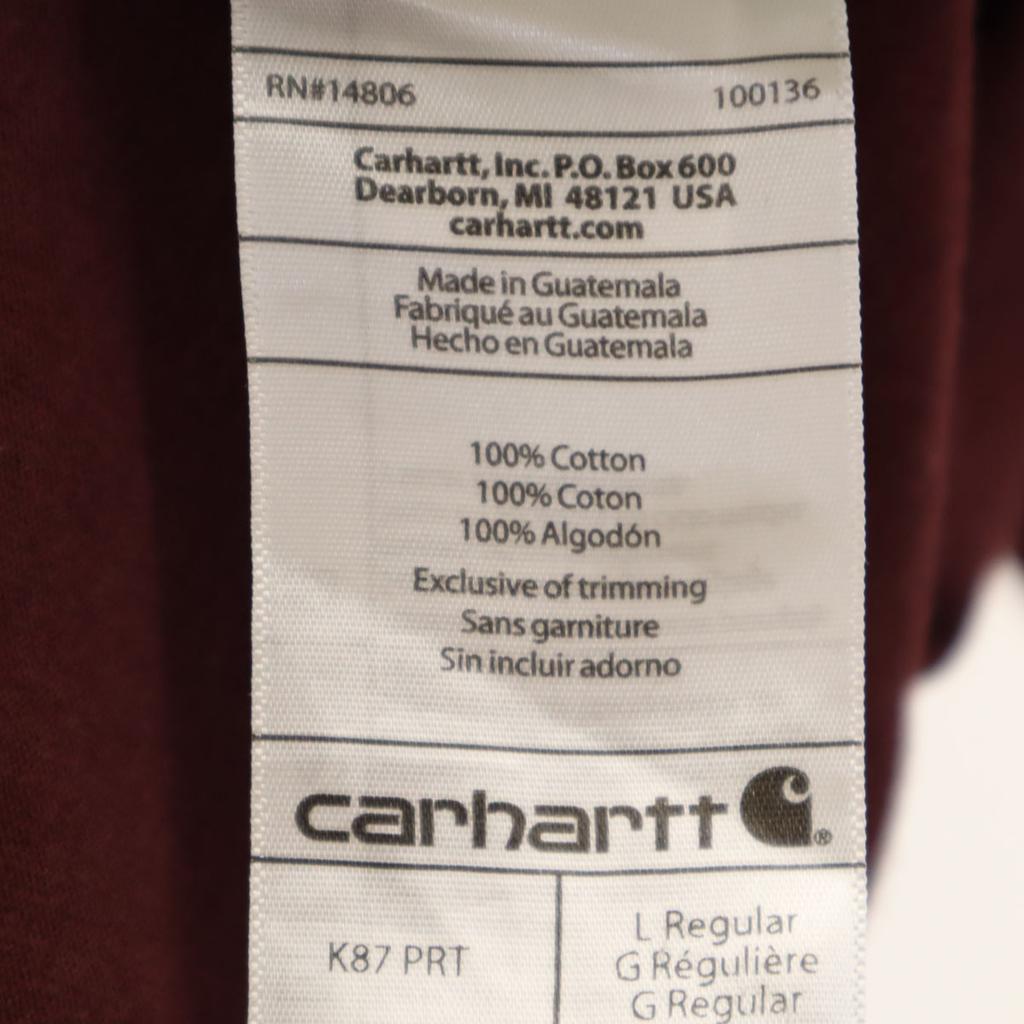 RN#14806 100136
Carhartt, Inc. P.O. Box 600
Dearborn, MI 48121 USA
carhartt.com
Made in Guatemala
Fabriqué au Guatemala
Hecho en Guatemala
100% Cotton
100% Coton
100% Algodón
Exclusive of trimming
Sans garniture
Sin incluir adorno
carhartt ®
K87 PRT
L Regular
G Régulière
G Regular